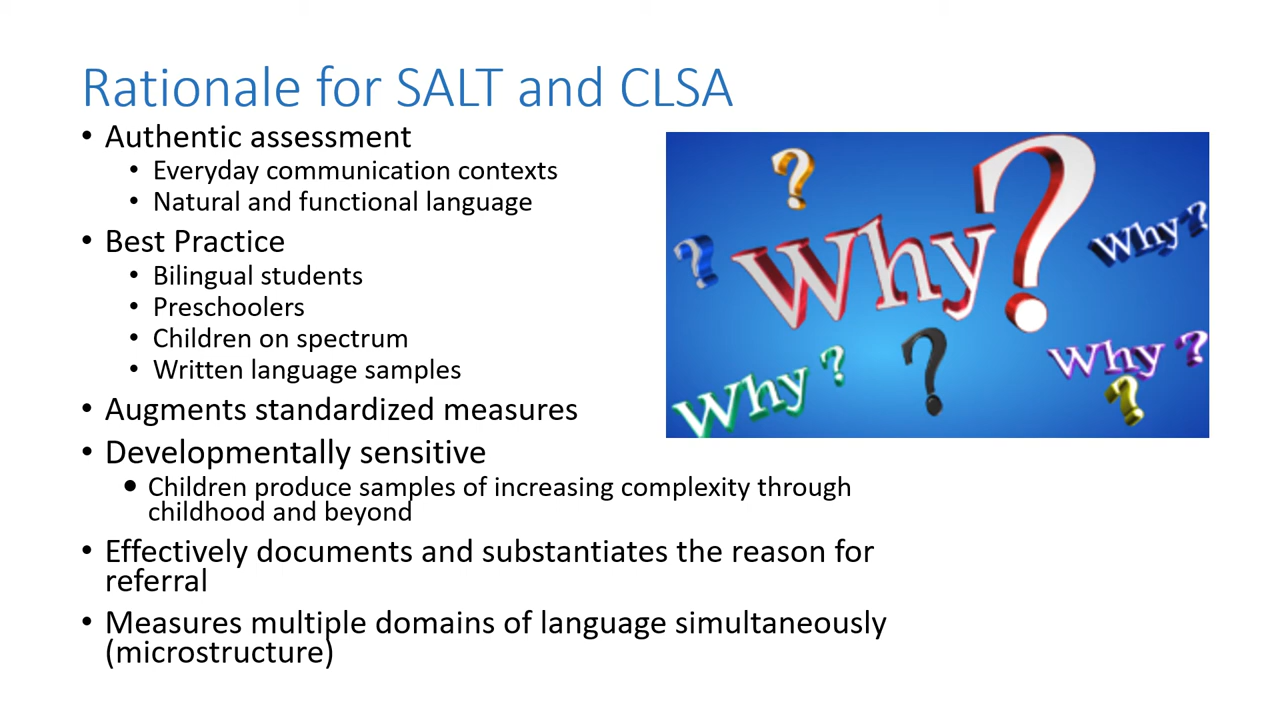 Rationale for SALT and CLSA
• Authentic assessment
• Everyday communication contexts
• Natural and functional language
• Best Practice
• Bilingual students
• Preschoolers
• Children on spectrum
• Written language samples
• Augments standardized measures
• Developmentally sensitive
• Children produce samples of increasing complexity through
childhood and beyond
• Effectively documents and substantiates the reason for
referral
• Measures multiple domains of language simultaneously
(microstructure)
?
?
Why?
Why?
Why?
?
Why?
?